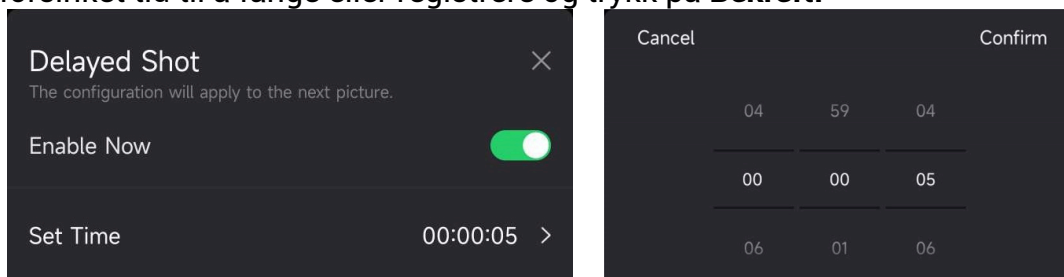 forsinket tid til å fange eller registrere og trykk på Bekreft.
Delayed Shot
The configuration will apply to the next picture.
Enable Now
Set Time 00:00:05 >
Cancel Confirm
04 59 04
00 00 05
06 01 06